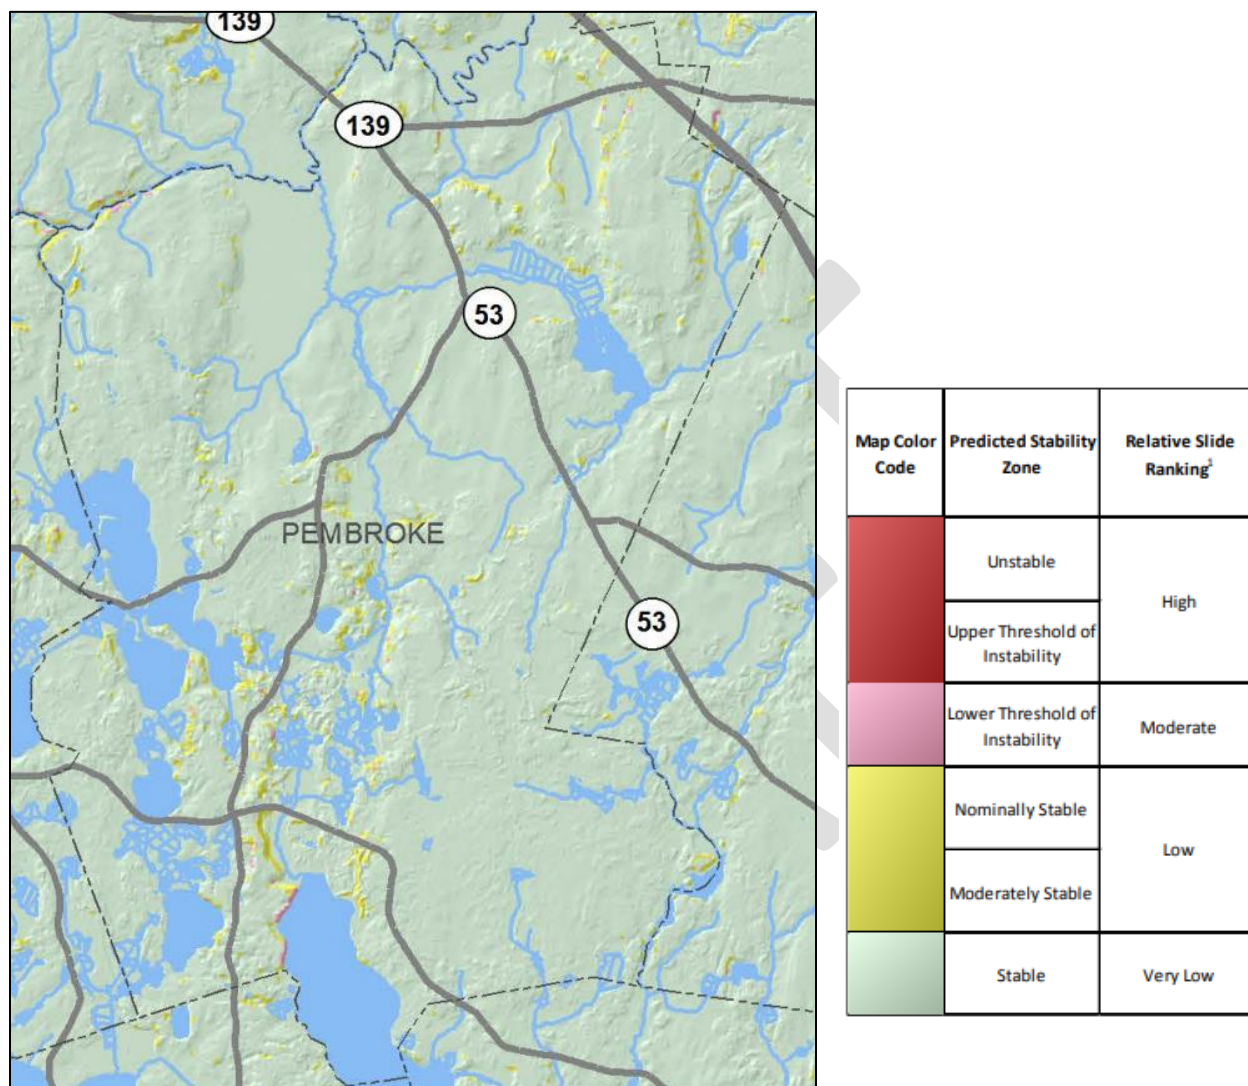 139
139
53
PEMBROKE
53
Map Color
Code
Predicted Stability
Zone
Relative Slide
Ranking¹
Unstable
High
Upper Threshold of
Instability
Lower Threshold of
Instability
Moderate
Nominally Stable
Low
Moderately Stable
Stable
Very Low